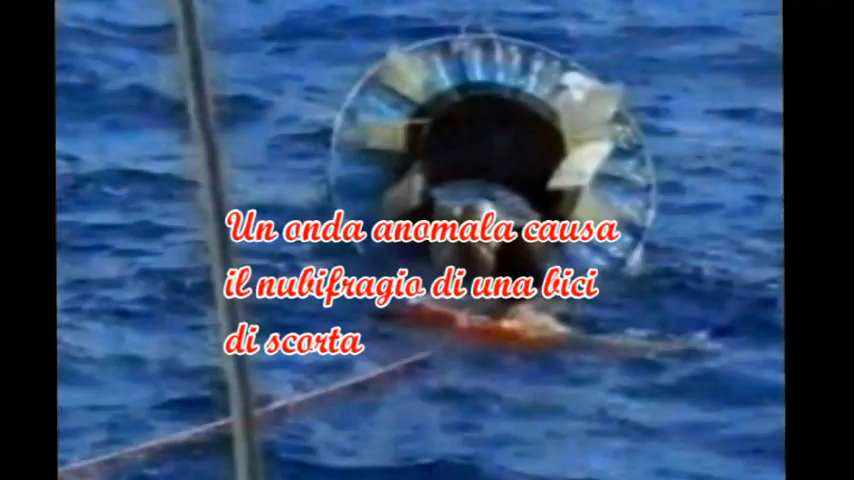 Un onda anomala causa
il nubifragio di una bici
di scorta